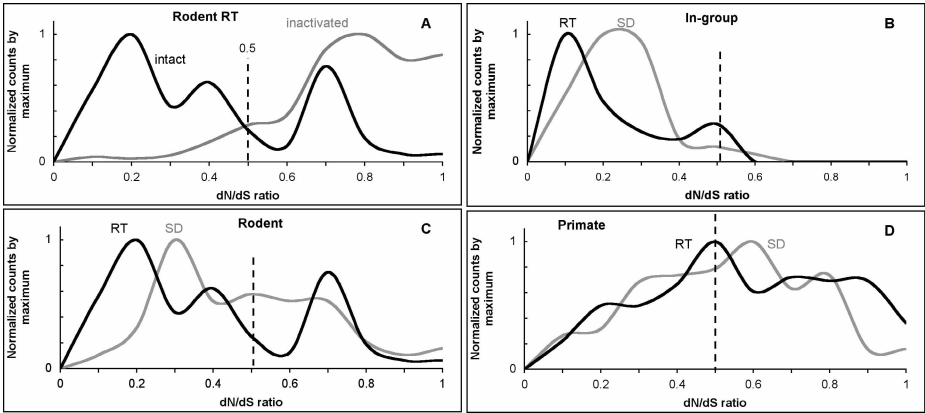 Rodent RT
A
inactivated
intact
0.5
Normalized counts by
maximum
1
0
0 0.2 0.4 0.6 0.8 1
dN/dS ratio
In-group
B
RT SD
Normalized counts by
maximum
1
0
0 0.2 0.4 0.6 0.8 1
dN/dS ratio
Rodent
C
RT SD
Normalized counts by
maximum
1
0
0 0.2 0.4 0.6 0.8 1
dN/dS ratio
Primate
D
RT SD
Normalized counts by
maximum
1
0
0 0.2 0.4 0.6 0.8 1
dN/dS ratio